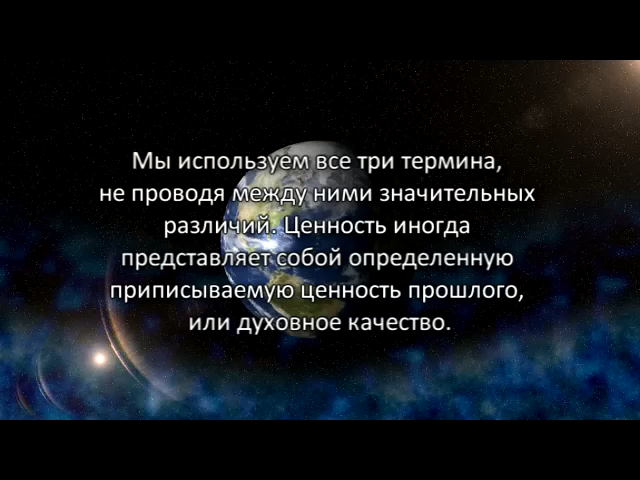 Мы используем все три термина,
не проводя между ними значительных
различий. Ценность иногда
представляет собой определенную
приписываемую ценность прошлого,
или духовное качество.